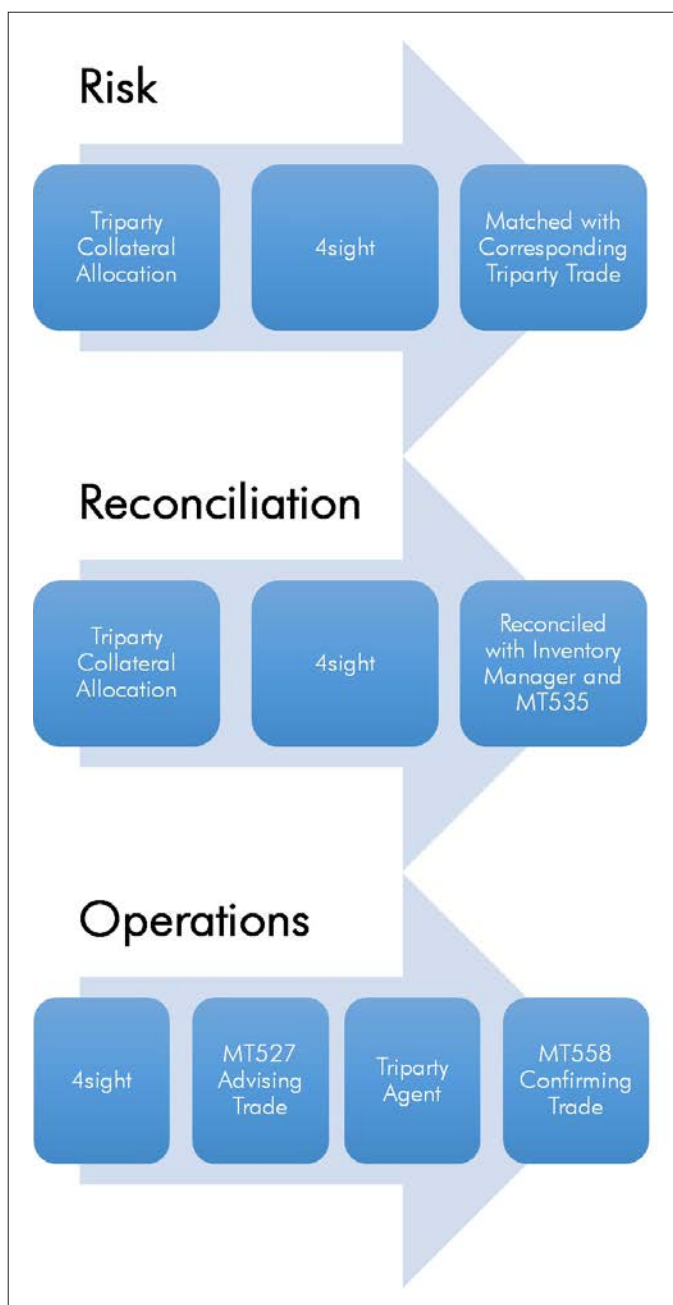 Risk
Triparty
Collateral
Allocation
4sight
Matched with
Corresponding
Triparty Trade
Reconciliation
Triparty
Collateral
Allocation
4sight
Reconciled
with Inventory
Manager and
MT535
Operations
4sight
MT527
Advising
Trade
Triparty
Agent
MT558
Confirming
Trade